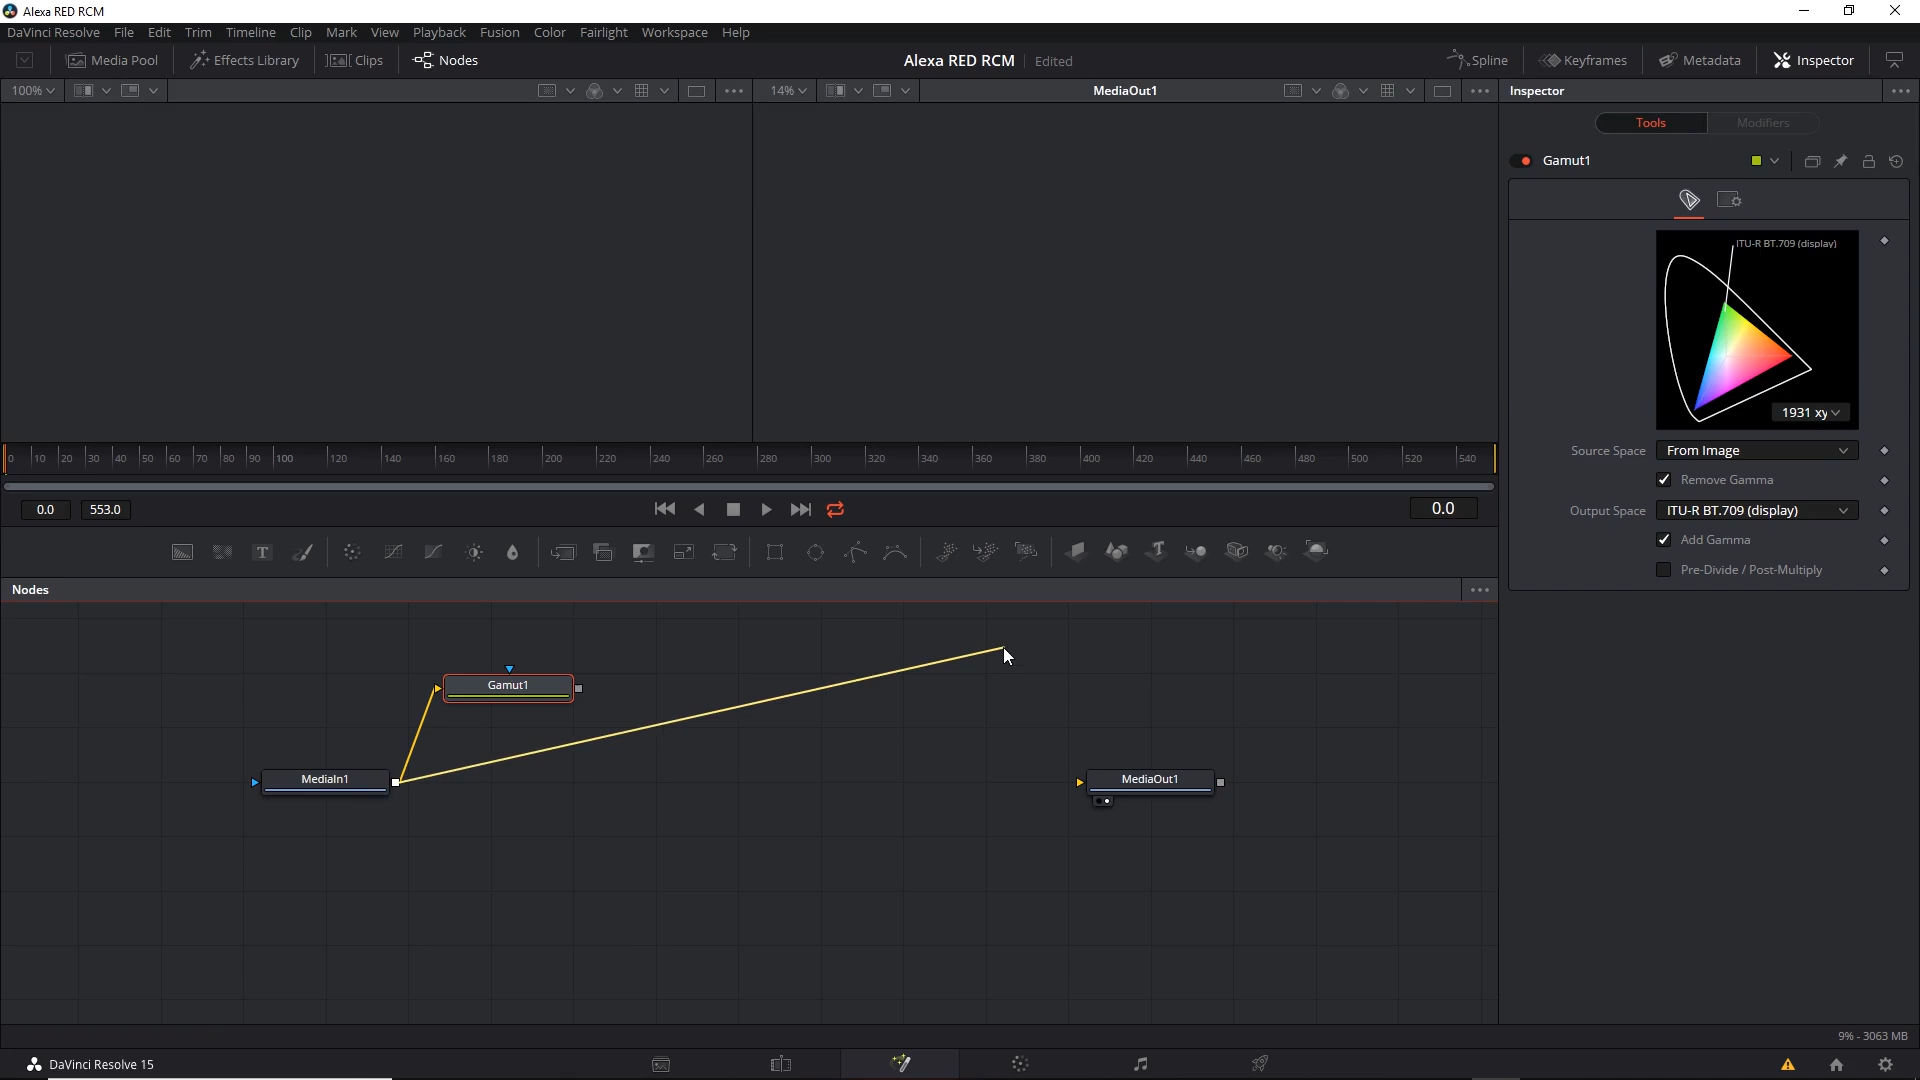 Alexa RED RCM
DaVinci Resolve File Edit Trim Timeline Clip Mark View Playback Fusion Color Fairlight Workspace Help
Media Pool Effects Library Clips Nodes Alexa RED RCM Edited Spline Keyframes Metadata Inspector
100% 14% MediaOut1 Inspector
Tools Modifiers
Gamut1
ITU-R BT.709 (display)
1931 xy
Source Space From Image
0 10 20 30 40 50 60 70 80 90 100 120 140 160 180 200 220 240 260 280 300 320 340 360 380 400 420 440 460 480 500 520 540
Remove Gamma
0.0 553.0 0.0
Output Space ITU-R BT.709 (display)
Add Gamma
Pre-Divide / Post-Multiply
Nodes
Gamut1
MediaIn1 MediaOut1
9% - 3063 MB
DaVinci Resolve 15